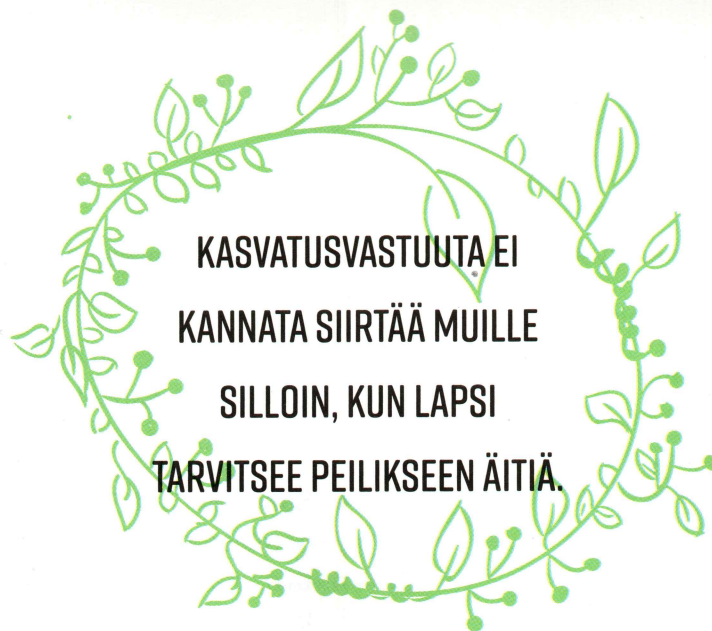 KASVATUSVASTUUTA EI
KANNATA SIIRTÄÄ MUILLE
SILLOIN, KUN LAPSI
TARVITSEE PEILIKSEEN ÄITIÄ.